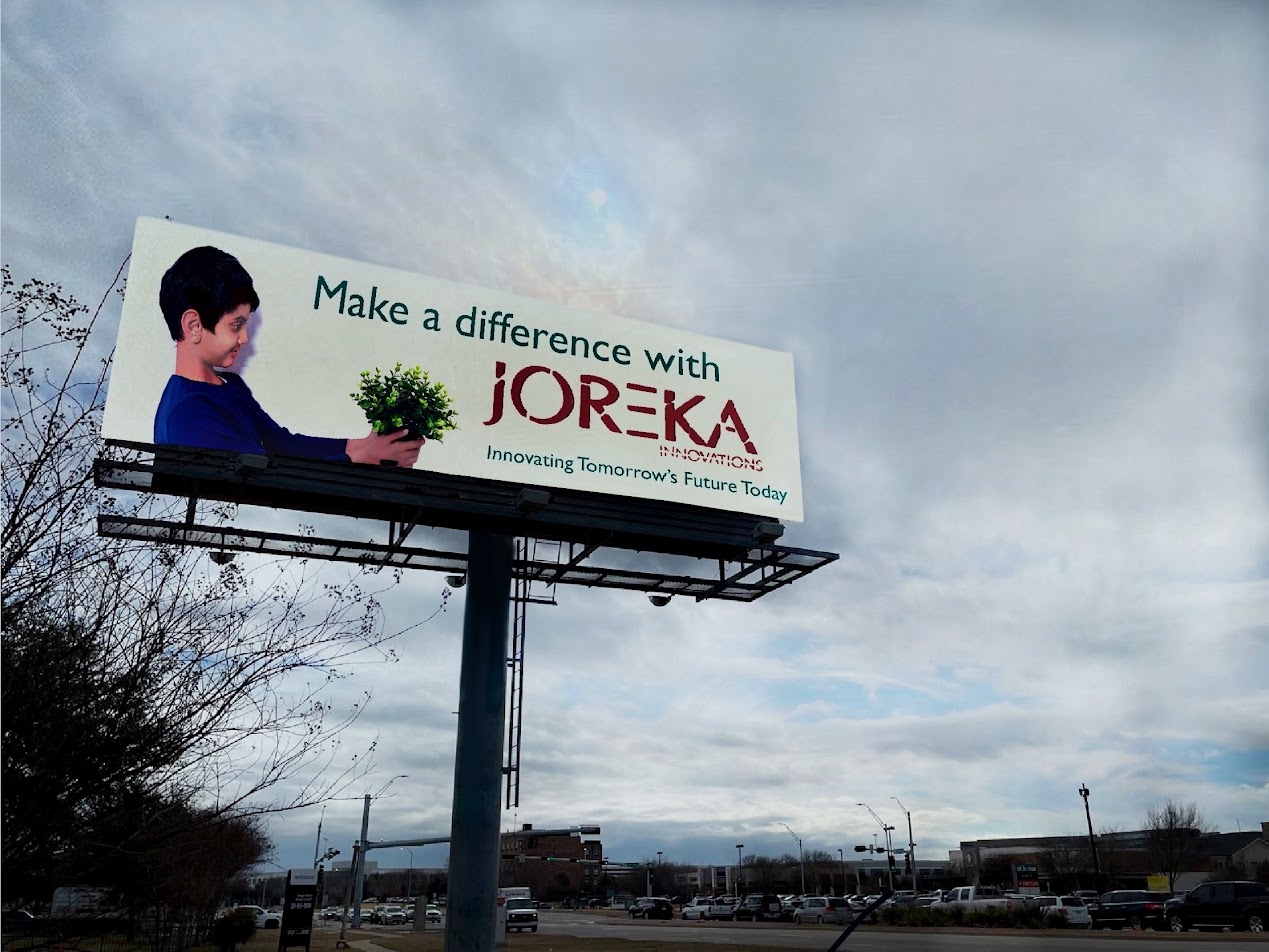 Make a difference with
JOREKA
INNOVATIONS
Innovating Tomorrow's Future Today